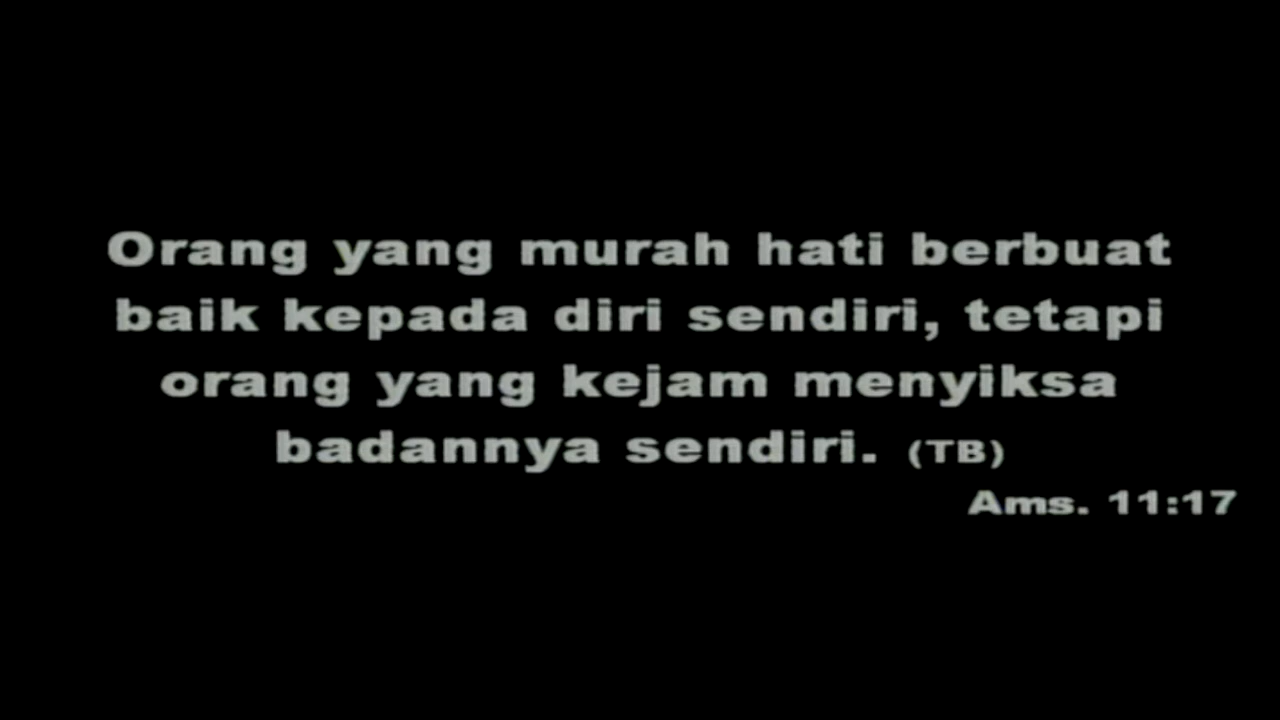 Orang yang murah hati berbuat
baik kepada diri sendiri, tetapi
orang yang kejam menyiksa
badannya sendiri. (TB)
Ams. 11:17